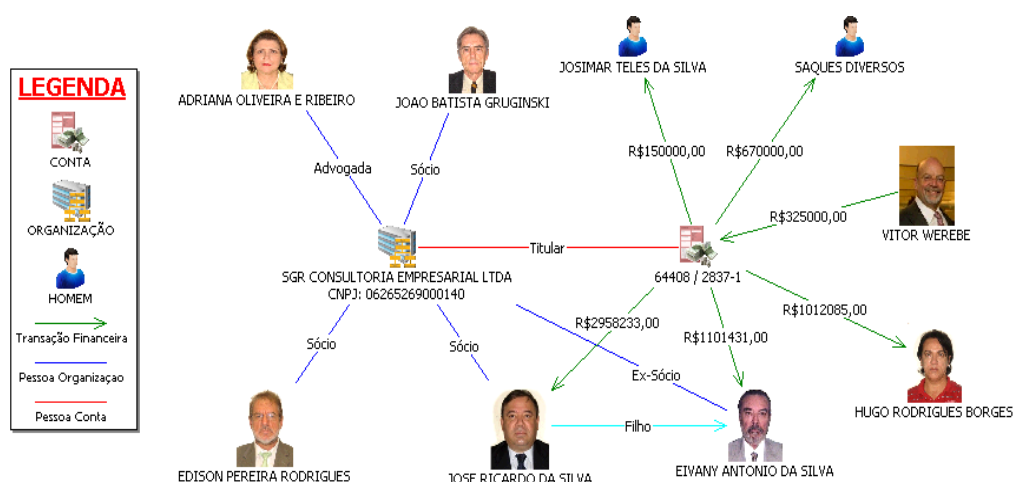 LEGENDA
CONTA
ORGANIZAÇÃO
HOMEM
Transação Financeira
Pessoa Organizaçao
Pessoa Conta
ADRIANA OLIVEIRA E RIBEIRO
JOAO BATISTA GRUGINSKI
JOSIMAR TELES DA SILVA
SAQUES DIVERSOS
Advogada
Sócio
R$150000,00
R$670000,00
R$325000,00
VITOR WEREBE
Titular
SGR CONSULTORIA EMPRESARIAL LTDA
CNPJ: 06265269000140
64408 / 2837-1
R$2958233,00
R$1101431,00
R$1012085,00
Sócio
Sócio
Ex-Sócio
Filho
HUGO RODRIGUES BORGES
EDISON PEREIRA RODRIGUES
JOSE RICARDO DA SILVA
EIVANY ANTONIO DA SILVA